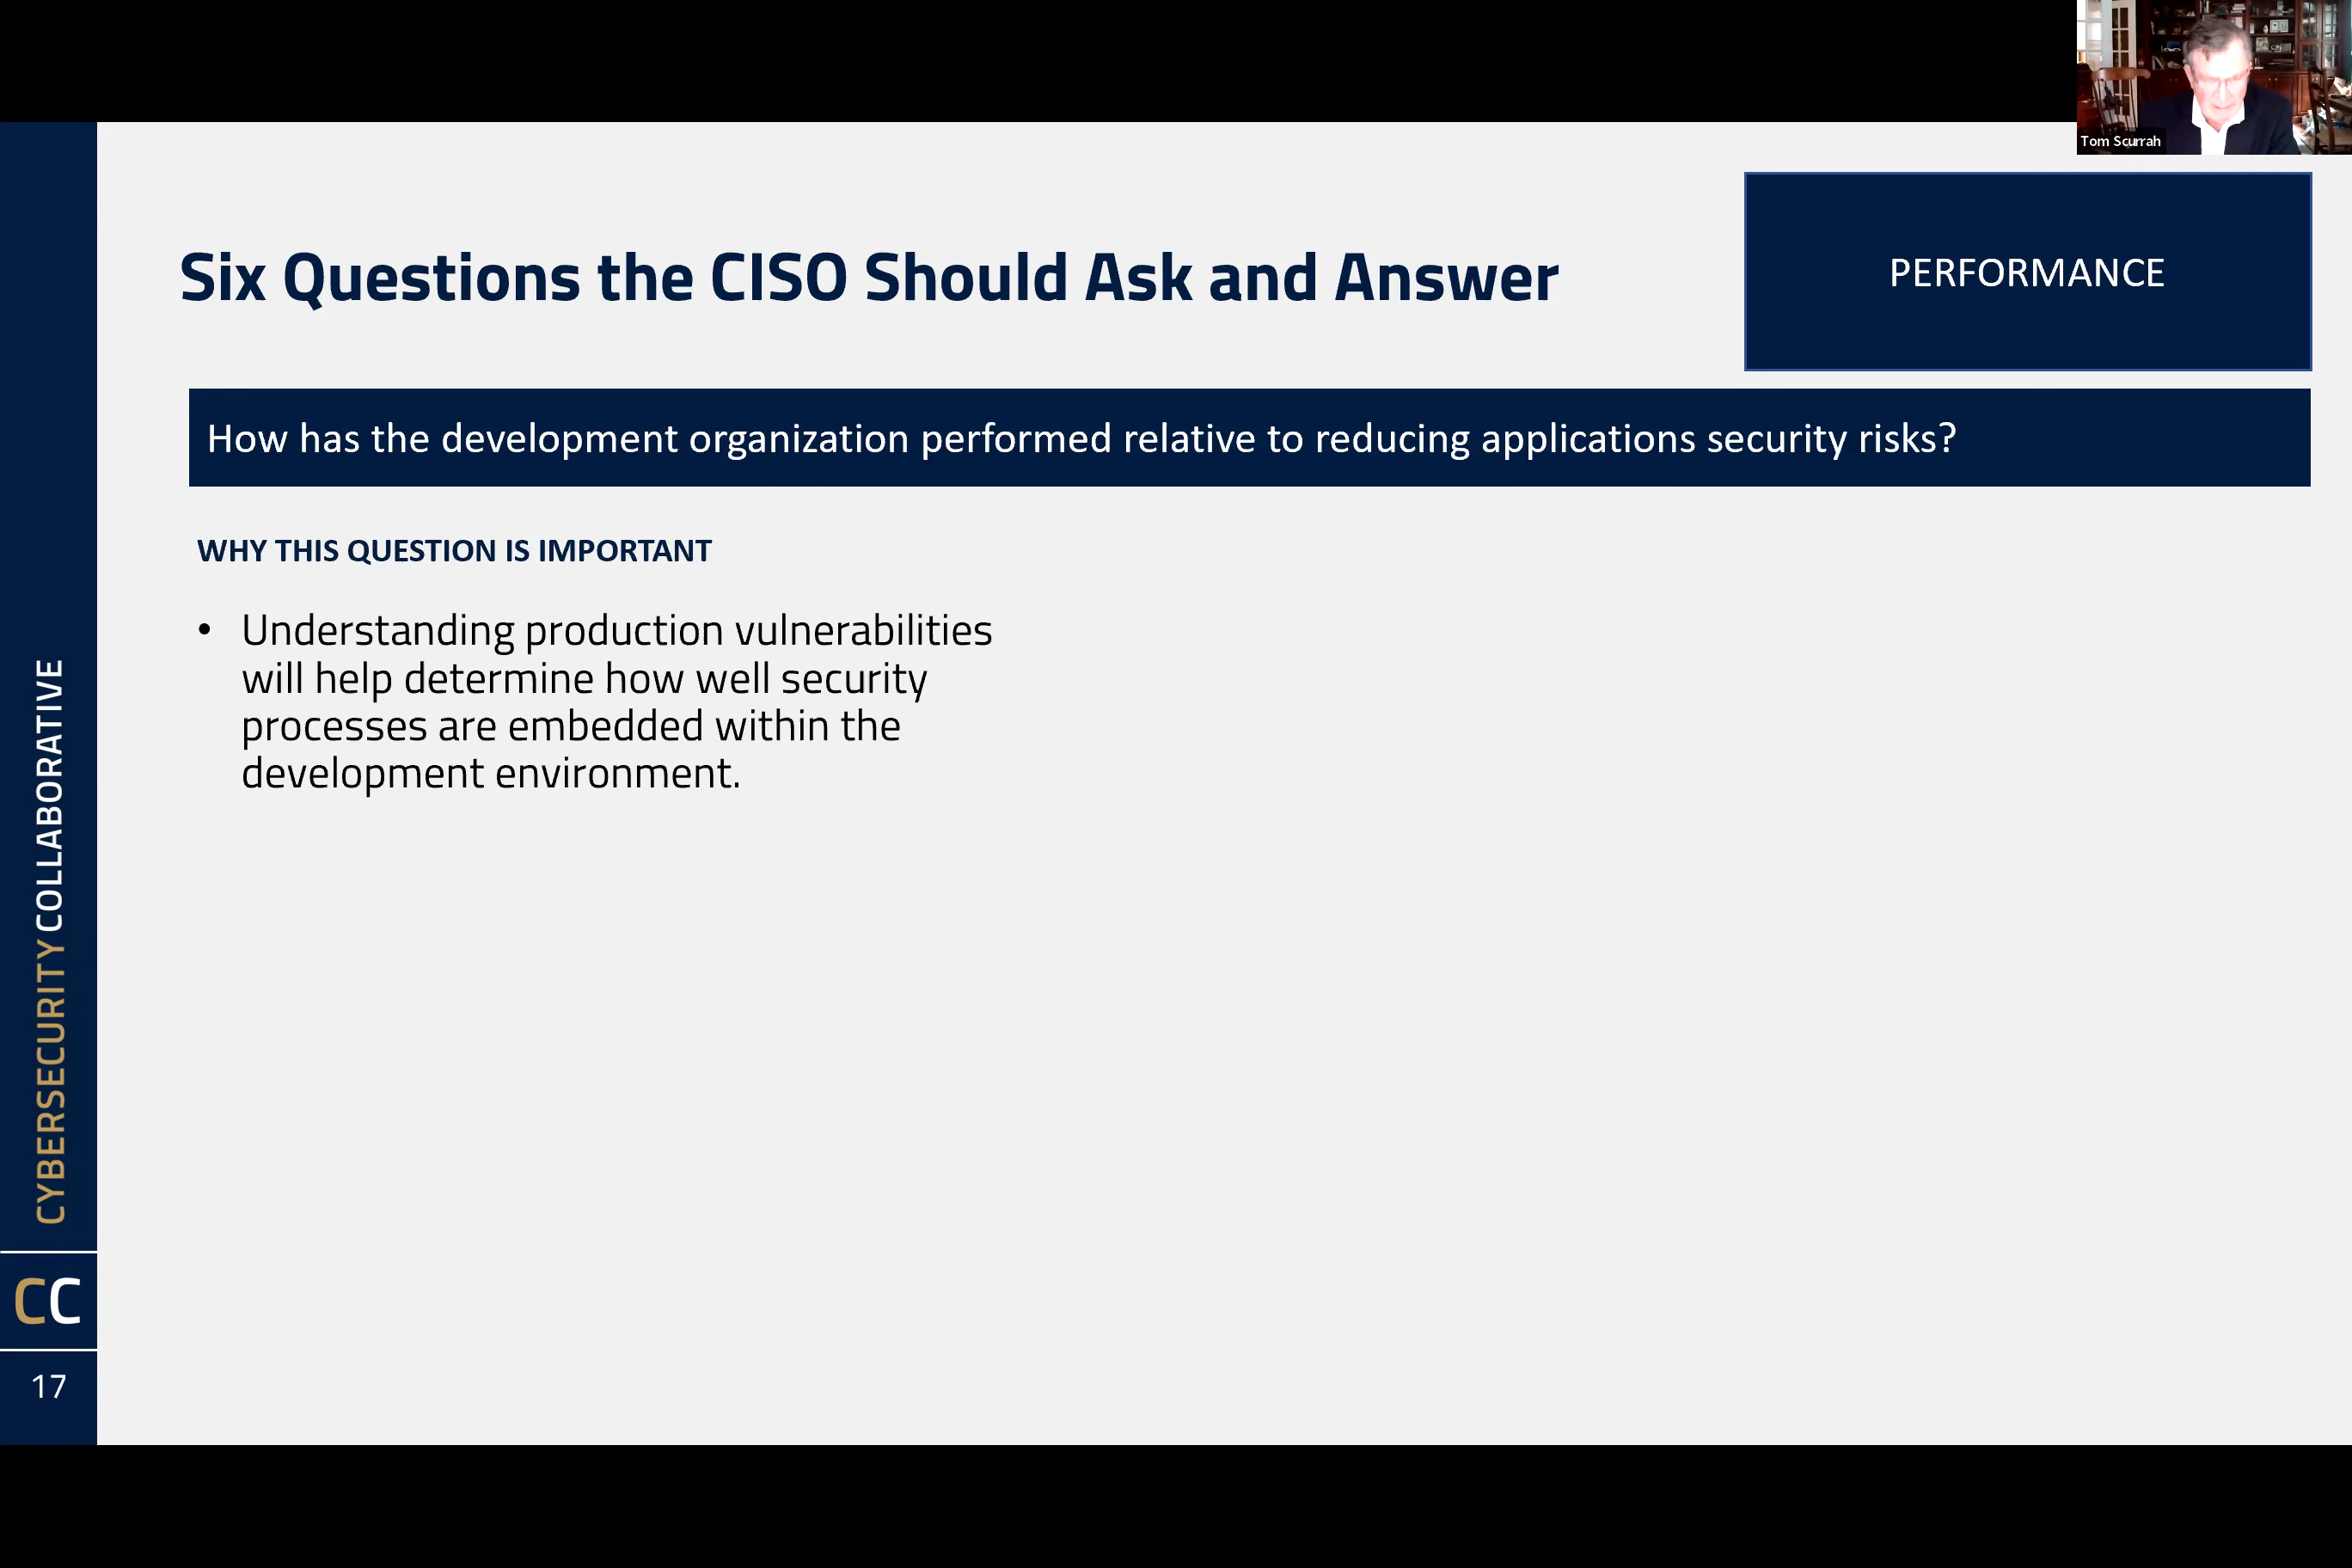 Tom Scurrah
Six Questions the CISO Should Ask and Answer
PERFORMANCE
How has the development organization performed relative to reducing applications security risks?
WHY THIS QUESTION IS IMPORTANT
• Understanding production vulnerabilities
will help determine how well security
processes are embedded within the
development environment.
CYBERSECURITY COLLABORATIVE
CC
17